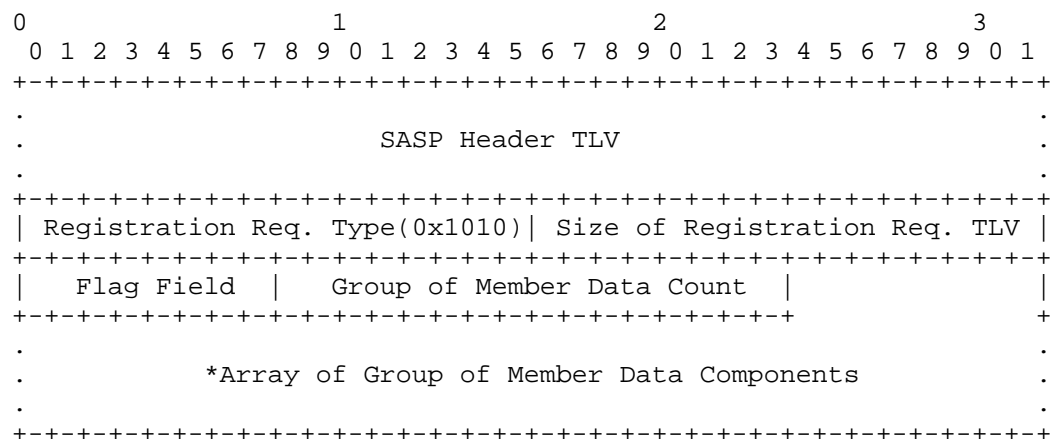 0                   1                   2                   3
 0 1 2 3 4 5 6 7 8 9 0 1 2 3 4 5 6 7 8 9 0 1 2 3 4 5 6 7 8 9 0 1
+-+-+-+-+-+-+-+-+-+-+-+-+-+-+-+-+-+-+-+-+-+-+-+-+-+-+-+-+-+-+-+-+
.                                                               .
.                      SASP Header TLV                          .
.                                                               .
+-+-+-+-+-+-+-+-+-+-+-+-+-+-+-+-+-+-+-+-+-+-+-+-+-+-+-+-+-+-+-+-+
| Registration Req. Type(0x1010)| Size of Registration Req. TLV |
+-+-+-+-+-+-+-+-+-+-+-+-+-+-+-+-+-+-+-+-+-+-+-+-+-+-+-+-+-+-+-+-+
|   Flag Field  |   Group of Member Data Count  |               |
+-+-+-+-+-+-+-+-+-+-+-+-+-+-+-+-+-+-+-+-+-+-+-+-+               +
.                                                               .
.           *Array of Group of Member Data Components           .
.                                                               .
+-+-+-+-+-+-+-+-+-+-+-+-+-+-+-+-+-+-+-+-+-+-+-+-+-+-+-+-+-+-+-+-+